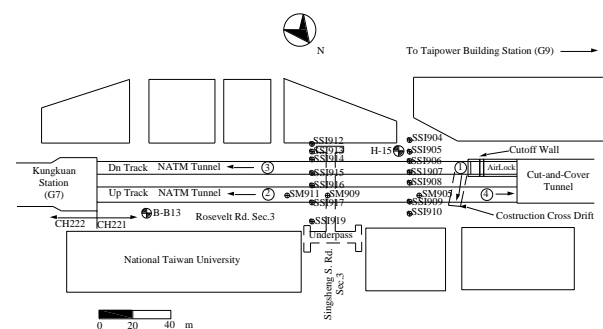 N
To Taipower Building Station (G9)
SSI912
SSI913
SSI914
SSI915
SSI916
SSI917
SSI919
SSI904
H-15
SSI905
SSI906
SS1907
SSI908
SSI909
SSI910
Cutoff Wall
1
AirLock
Kungkuan
Station
(G7)
Dn Track
NATM Tunnel
3
Up Track
NATM Tunnel
2
SM911
SM909
SM905
4
Cut-and-Cover
Tunnel
Costruction Cross Drift
B-B13
Rosevelt Rd. Sec.3
CH222
CH221
Underpass
National Taiwan University
Singsheng S. Rd.
Sec.3
0 20 40 m